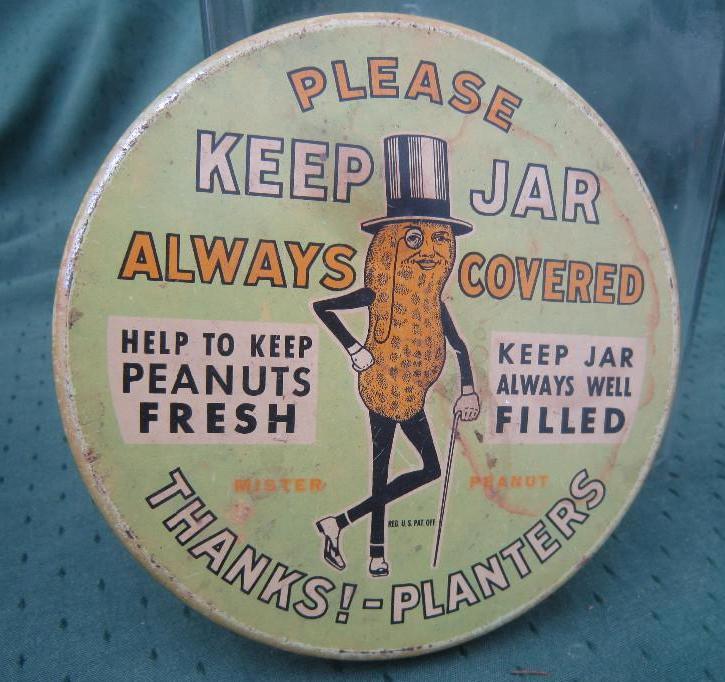 PLEASE
KEEP JAR
ALWAYS COVERED
HELP TO KEEP
PEANUTS
FRESH
KEEP JAR
ALWAYS WELL
FILLED
MISTER PEANUT
REG. U.S. PAT. OFF.
THANKS! - PLANTERS